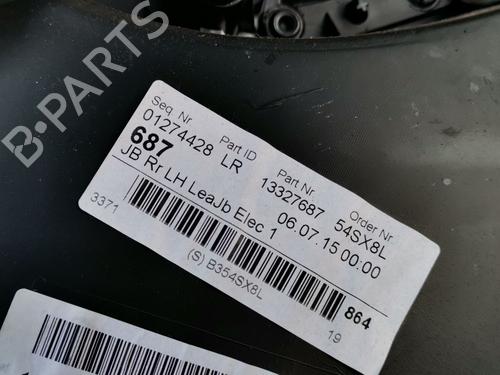 B-PARTS
Seq. Nr Part ID Part Nr. Order Nr
01274428 LR 13327687 54SX8L
687
JB Rr LH LeaJb Elec 1 06.07.15 00:00
3371 864
(S) B354SX8L 19